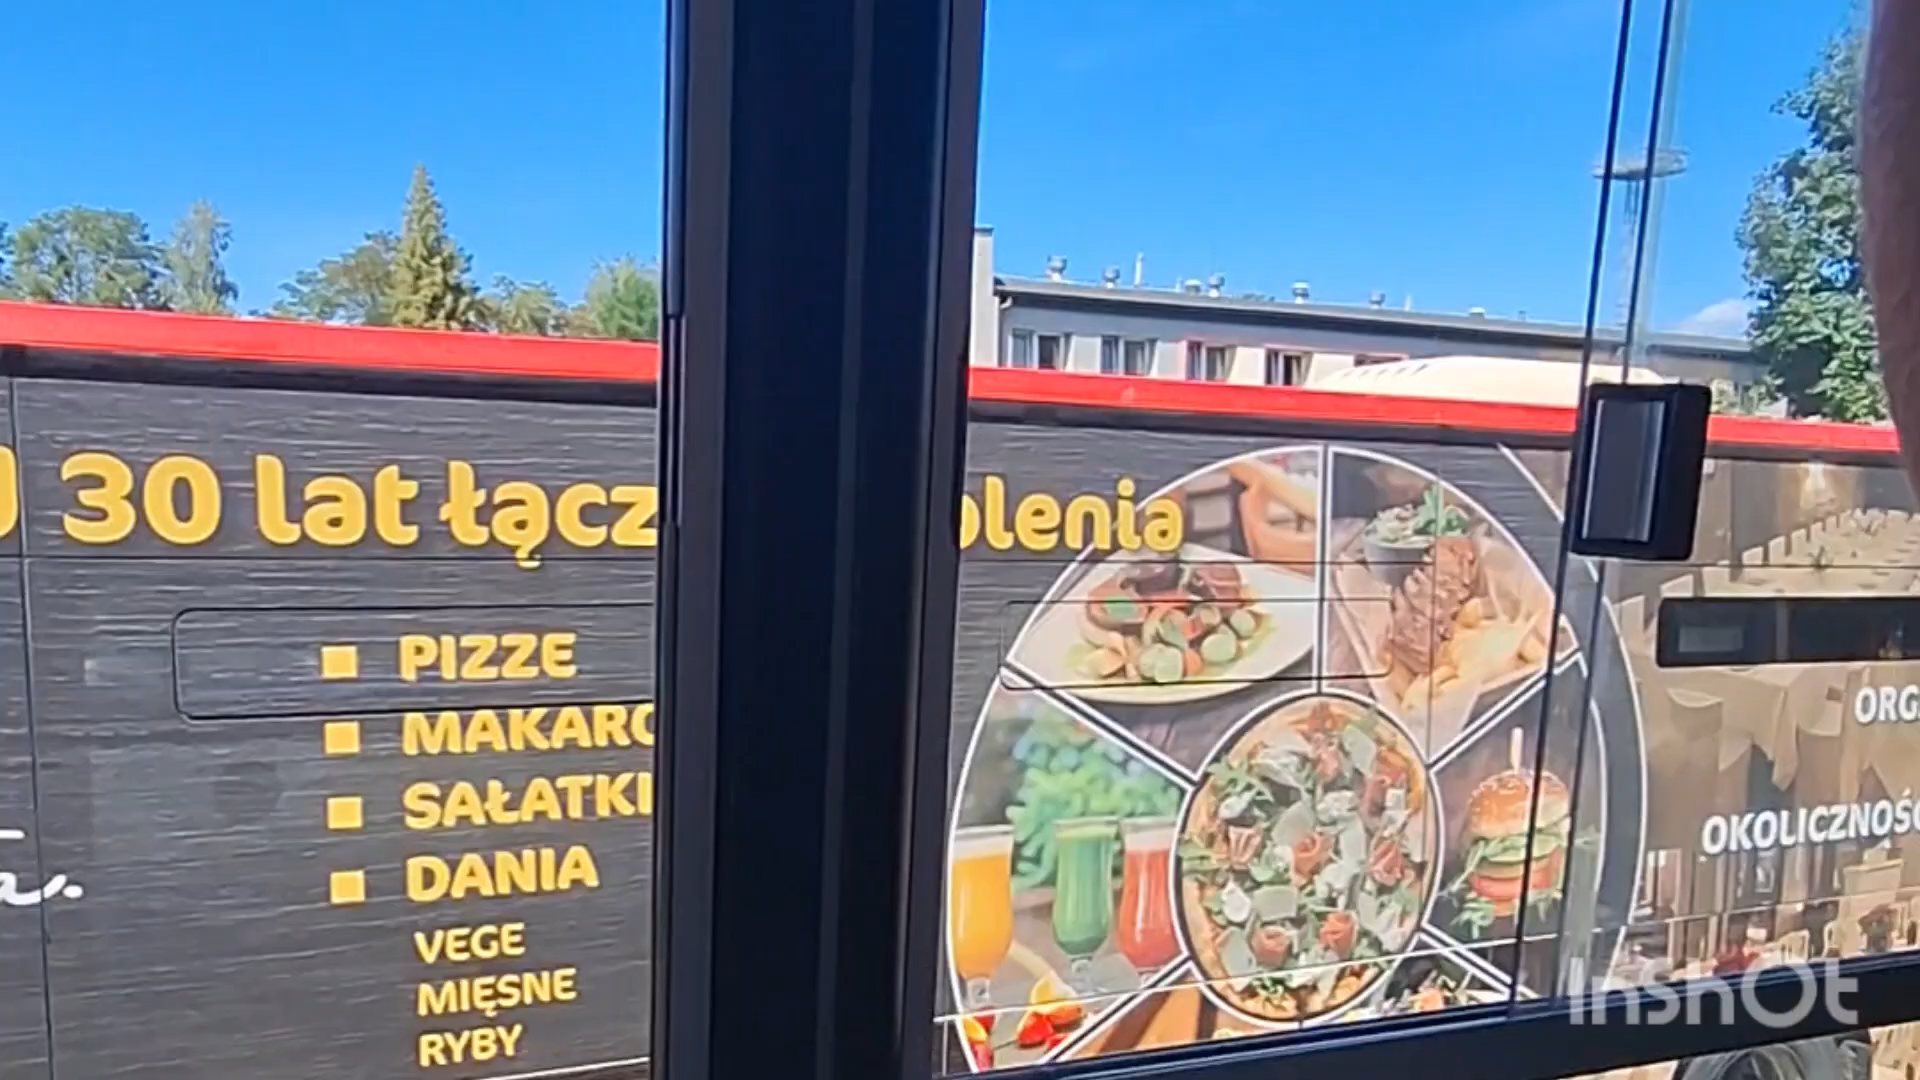 30 lat łącz olenia
PIZZE
MAKARO
SAŁATKI
DANIA
VEGE
MIĘSNE
RYBY
ORG
OKOLICZNOŚ
InShOt